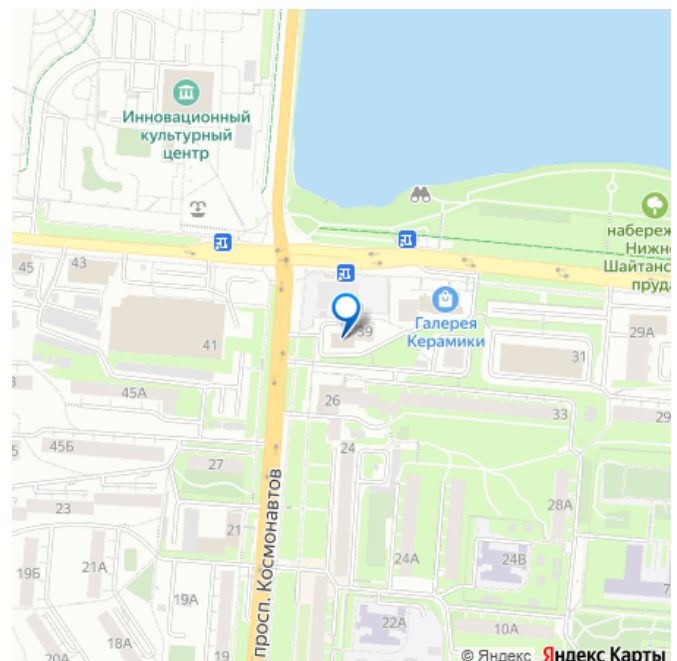 Инновационный
культурный
центр
набереж
Нижне
Шайтанс
пруда
45
43
39
Галерея
Керамики
29А
41
31
45А
26
33
29
45Б
24
27
28А
23
21
24А
24В
19Б
21А
просп. Космонавтов
19А
7
18А
22А
10А
20А
19
© Яндекс Яндекс Карты